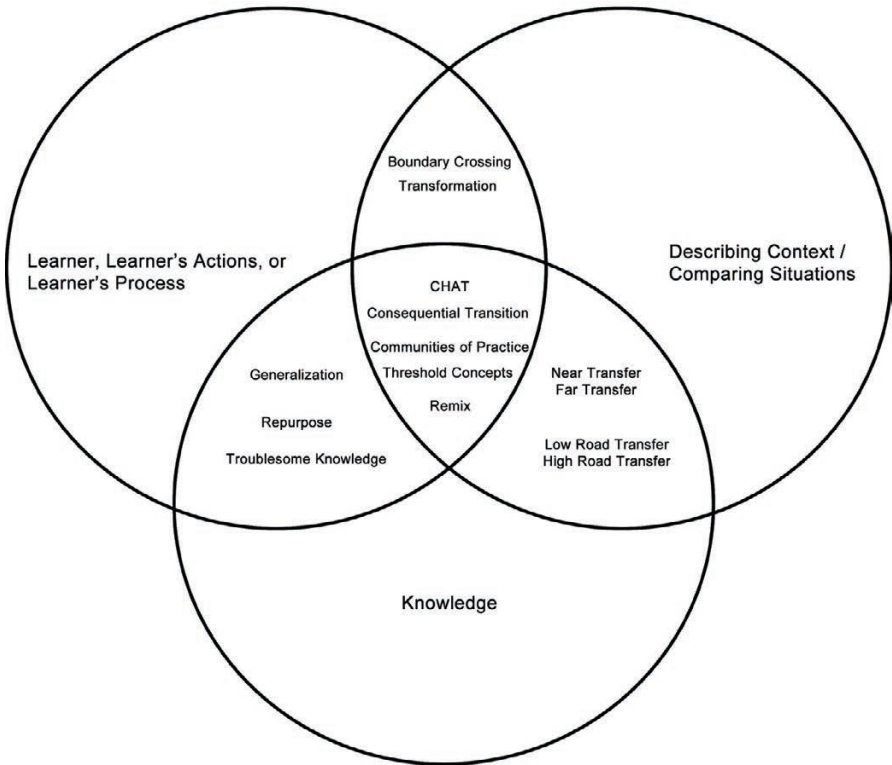 Boundary Crossing
Transformation
Learner, Learner's Actions, or
Learner's Process
Describing Context /
Comparing Situations
CHAT
Consequential Transition
Communities of Practice
Threshold Concepts
Remix
Generalization
Repurpose
Troublesome Knowledge
Near Transfer
Far Transfer
Low Road Transfer
High Road Transfer
Knowledge